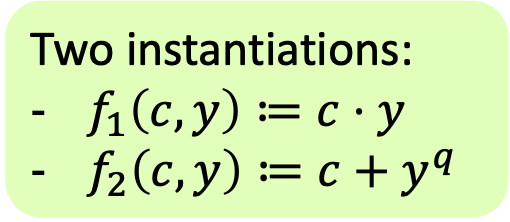 Two instantiations:
- f₁(c, y) ≔ c · y
- f₂(c, y) ≔ c + y^q